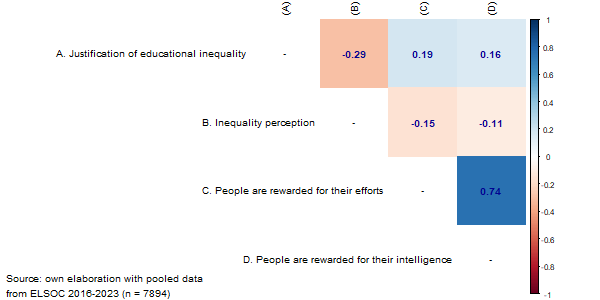 (A) (B) (C) (D)
A. Justification of educational inequality - -0.29 0.19 0.16
B. Inequality perception - -0.15 -0.11
C. People are rewarded for their efforts - 0.74
D. People are rewarded for their intelligence -
1
0.8
0.6
0.4
0.2
0
-0.2
-0.4
-0.6
-0.8
-1
Source: own elaboration with pooled data
from ELSOC 2016-2023 (n = 7894)